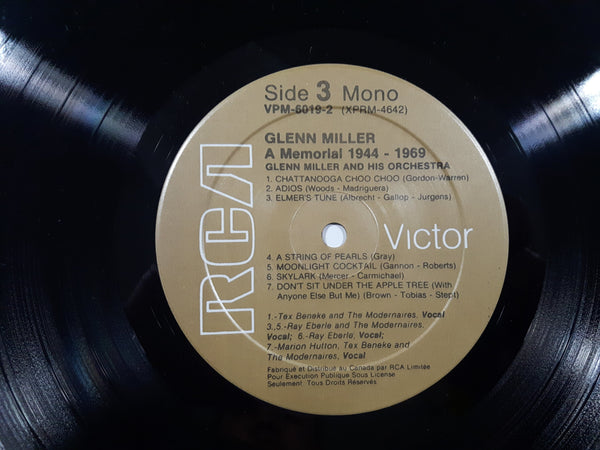 Side 3 Mono
VPM-6019-2 (XPRM-4642)
GLENN MILLER
A Memorial 1944 - 1969
GLENN MILLER AND HIS ORCHESTRA
1. CHATTANOOGA CHOO CHOO (Gordon-Warren)
2. ADIOS (Woods - Madriguera)
3. ELMER'S TUNE (Albrecht - Gallop - Jurgens)
RCA
Victor
4. A STRING OF PEARLS (Gray)
5. MOONLIGHT COCKTAIL (Gannon - Roberts)
6. SKYLARK (Mercer - Carmichael)
7. DON'T SIT UNDER THE APPLE TREE (With
Anyone Else But Me) (Brown - Tobias - Stept)
1.-Tex Beneke and The Modernaires, Vocal
3.,5.-Ray Eberle and The Modernaires,
Vocal; 6.-Ray Eberle, Vocal;
7.-Marion Hutton, Tex Beneke and
The Modernaires, Vocal
Fabriqué et Distribué au Canada par RCA Limitée
Pour Execution Publique Sous License
Seulement. Tous Droits Réservés